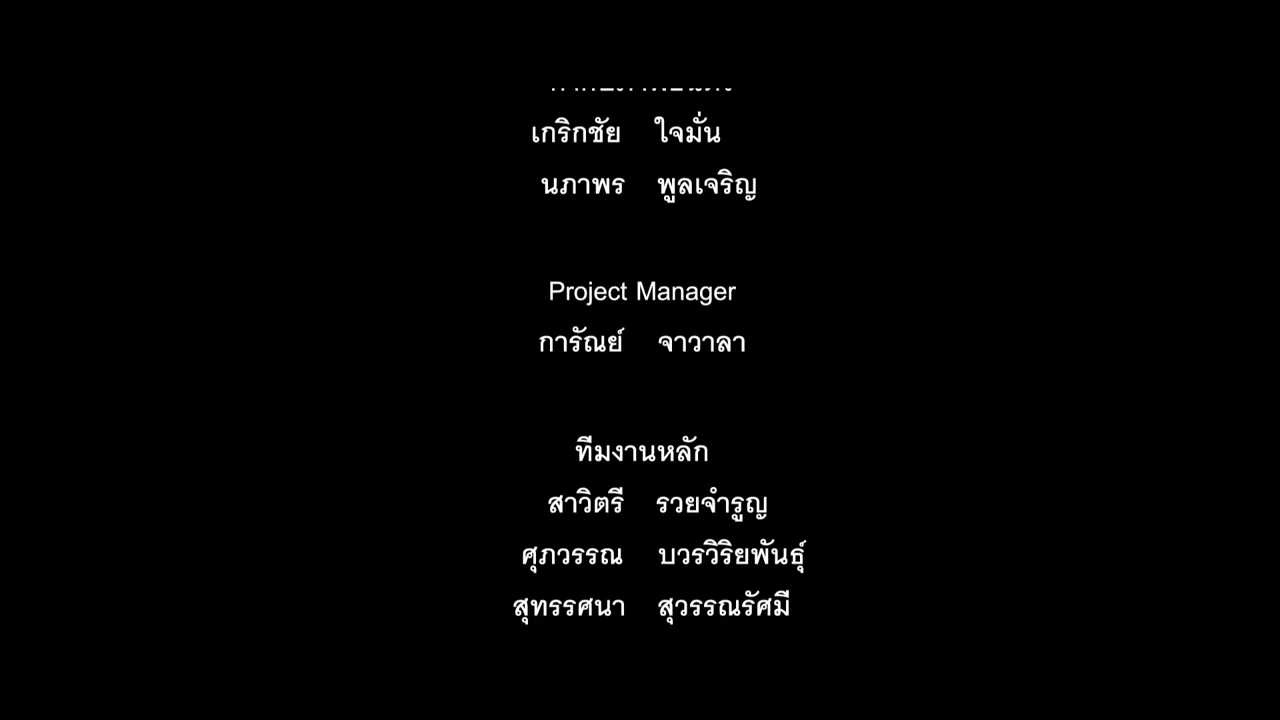 เกริกชัย ใจมั่น
นภาพร พูลเจริญ
Project Manager
การัณย์ จาวาลา
ทีมงานหลัก
สาวิตรี รวยจำรูญ
ศุภวรรณ บวรวิริยพันธุ์
สุทรรศนา สุวรรณรัศมี